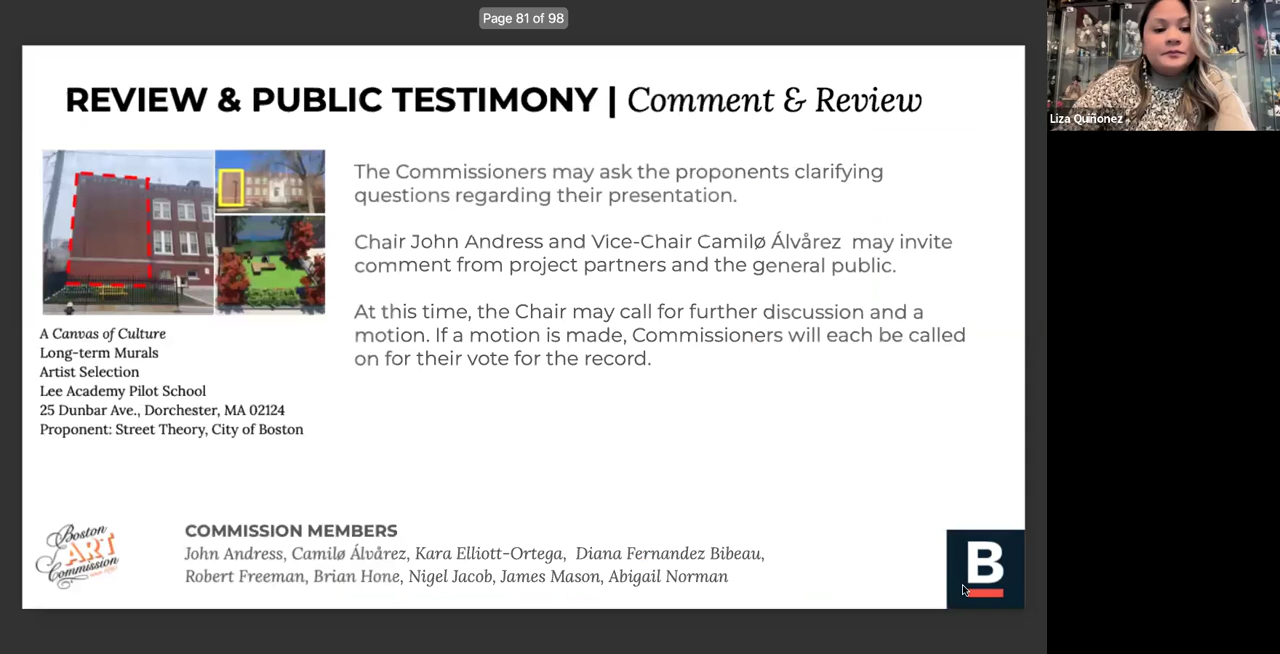 Page 81 of 98
REVIEW & PUBLIC TESTIMONY | Comment & Review
The Commissioners may ask the proponents clarifying
questions regarding their presentation.
Chair John Andress and Vice-Chair Camilø Álvårez may invite
comment from project partners and the general public.
At this time, the Chair may call for further discussion and a
motion. If a motion is made, Commissioners will each be called
on for their vote for the record.
A Canvas of Culture
Long-term Murals
Artist Selection
Lee Academy Pilot School
25 Dunbar Ave., Dorchester, MA 02124
Proponent: Street Theory, City of Boston
Boston
ART
Commission
COMMISSION MEMBERS
John Andress, Camilø Álvårez, Kara Elliott-Ortega, Diana Fernandez Bibeau,
Robert Freeman, Brian Hone, Nigel Jacob, James Mason, Abigail Norman
B
Liza Quiñonez